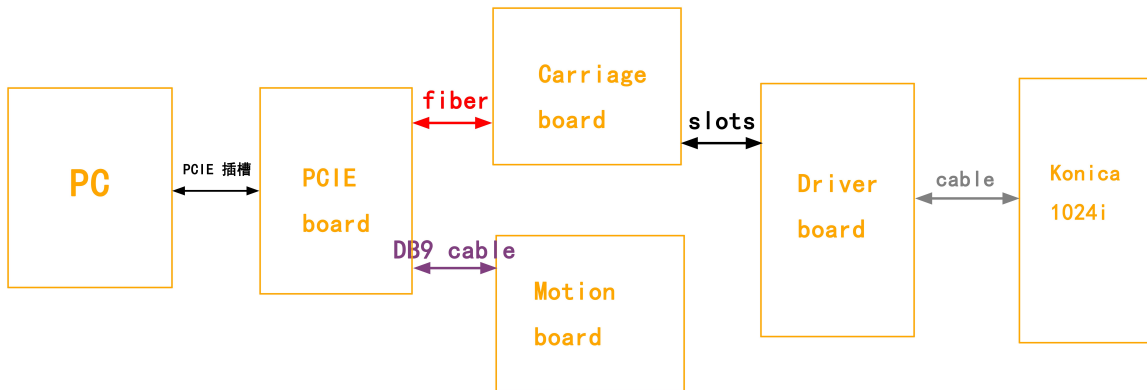 PC
PCIE 插槽
PCIE
board
fiber
DB9 cable
Carriage
board
Motion
board
slots
Driver
board
cable
Konica
1024i